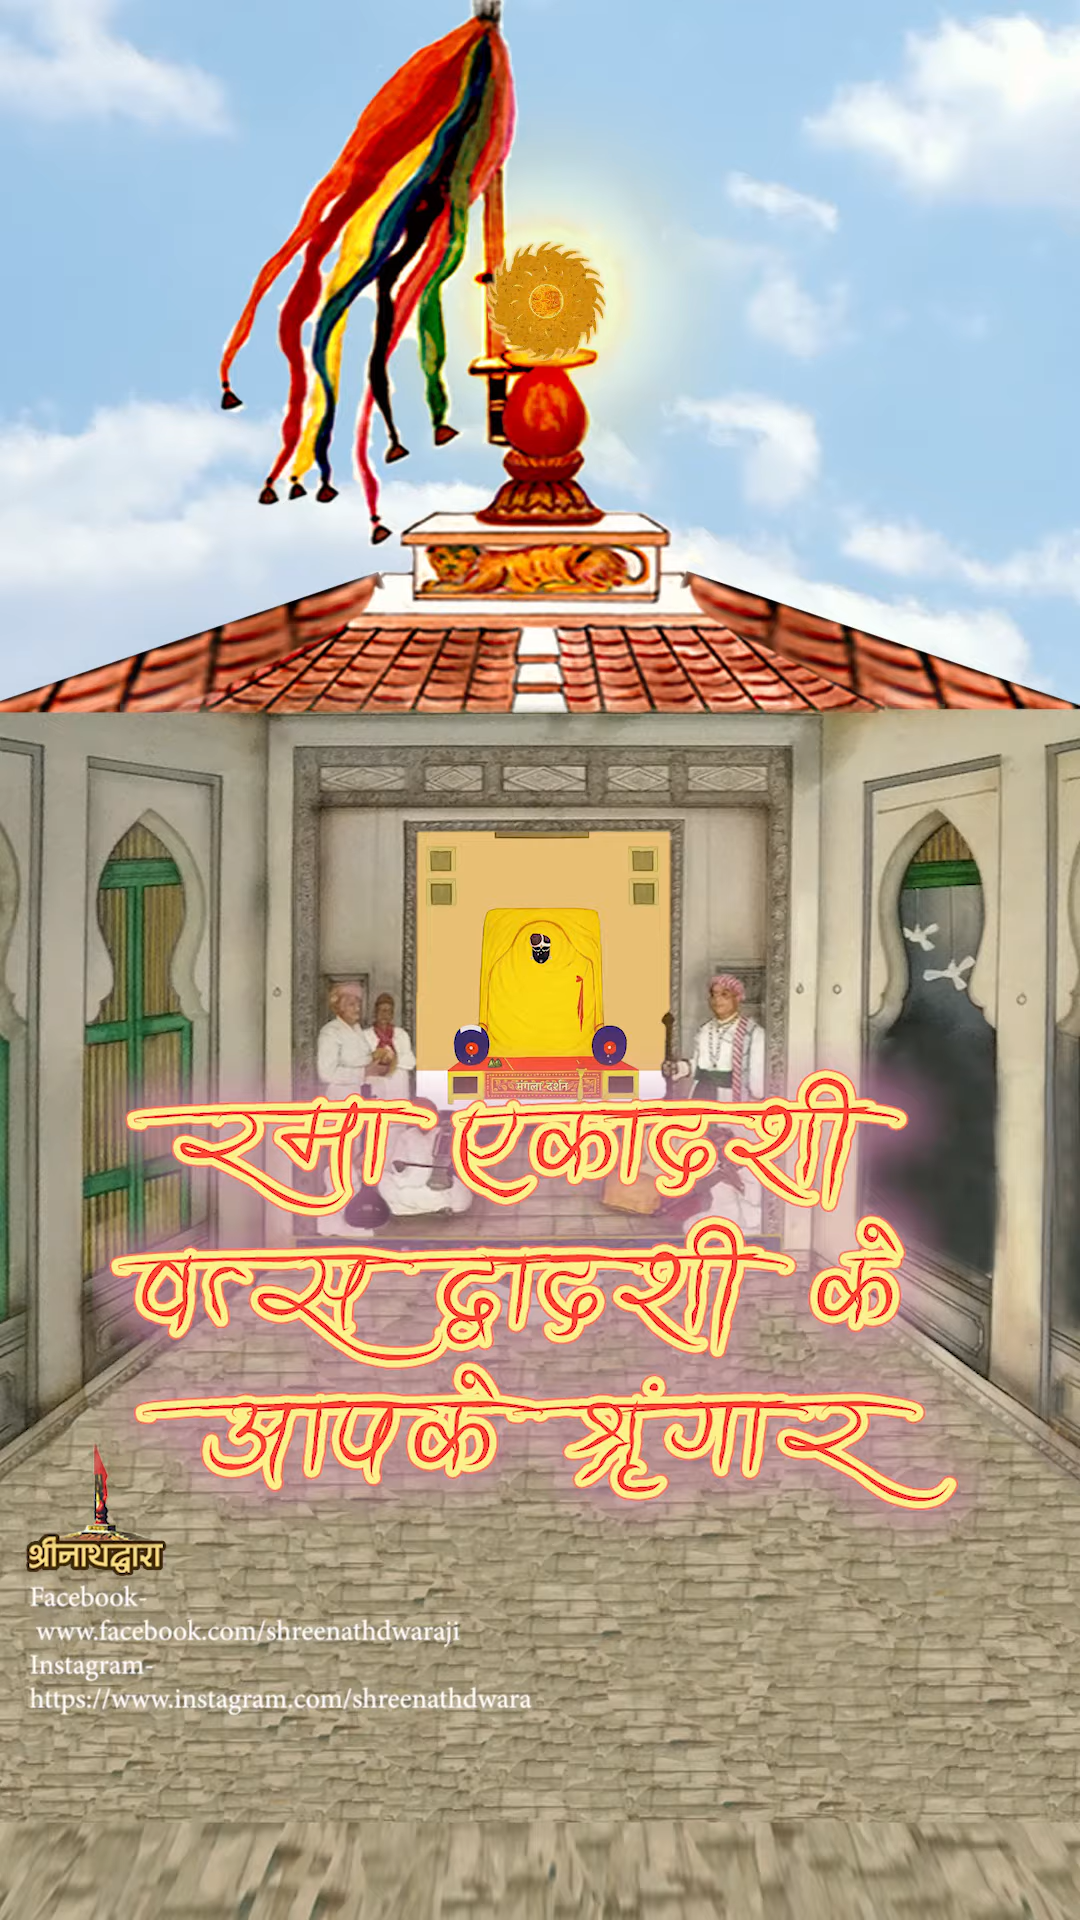 मंगला-दर्शन
रमा एकादशी
वत्स द्वादशी के
आपके श्रृंगार
श्रीनाथद्वारा
Facebook-
www.facebook.com/shreenathdwaraji
Instagram-
https://www.instagram.com/shreenathdwara